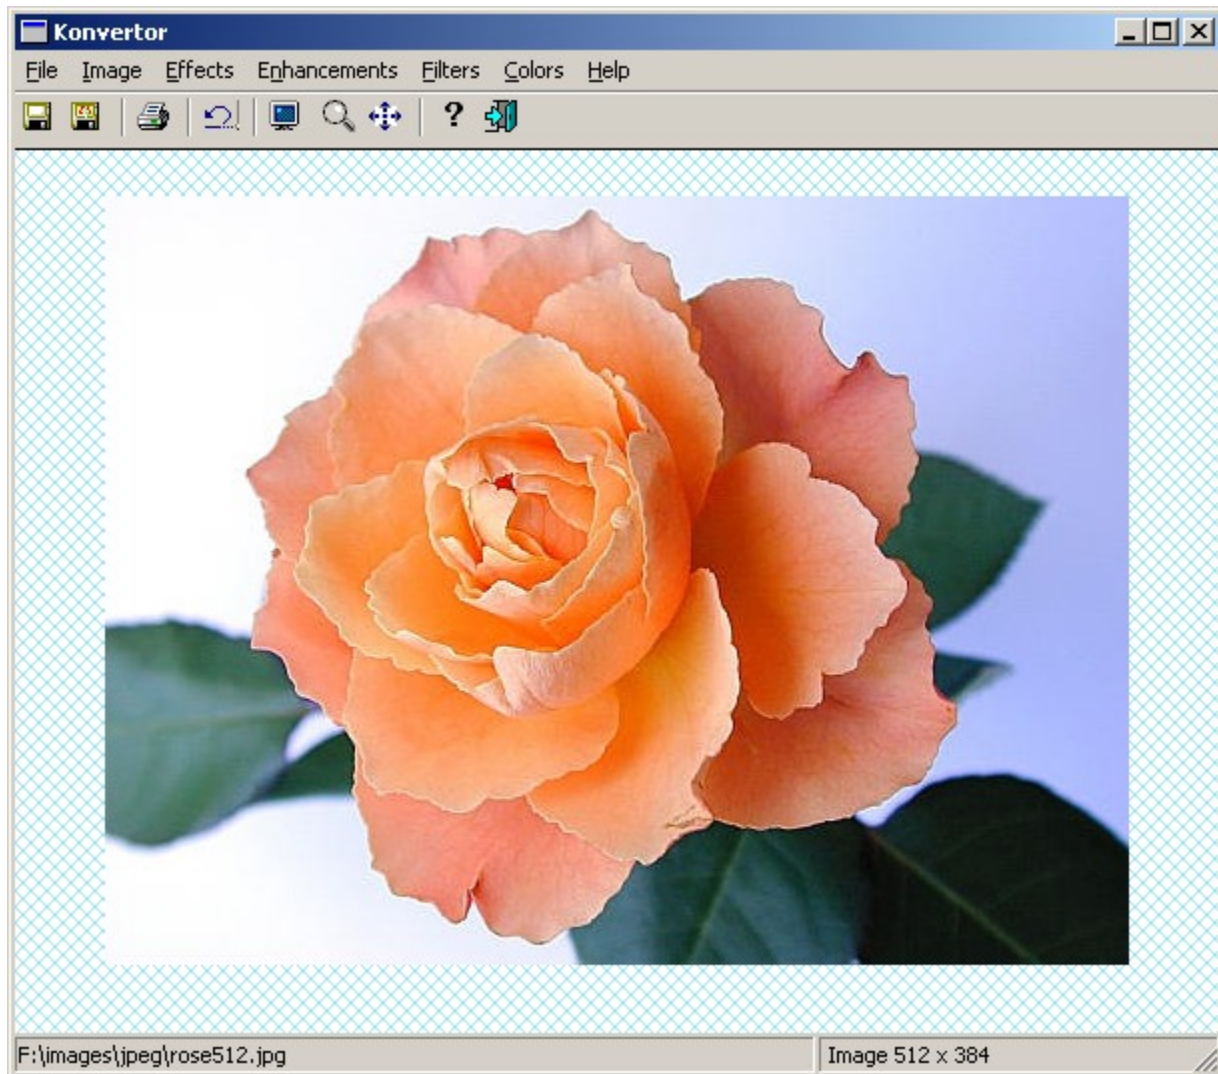 Konvertor
File Image Effects Enhancements Filters Colors Help
?
F:\images\jpeg\rose512.jpg
Image 512 x 384